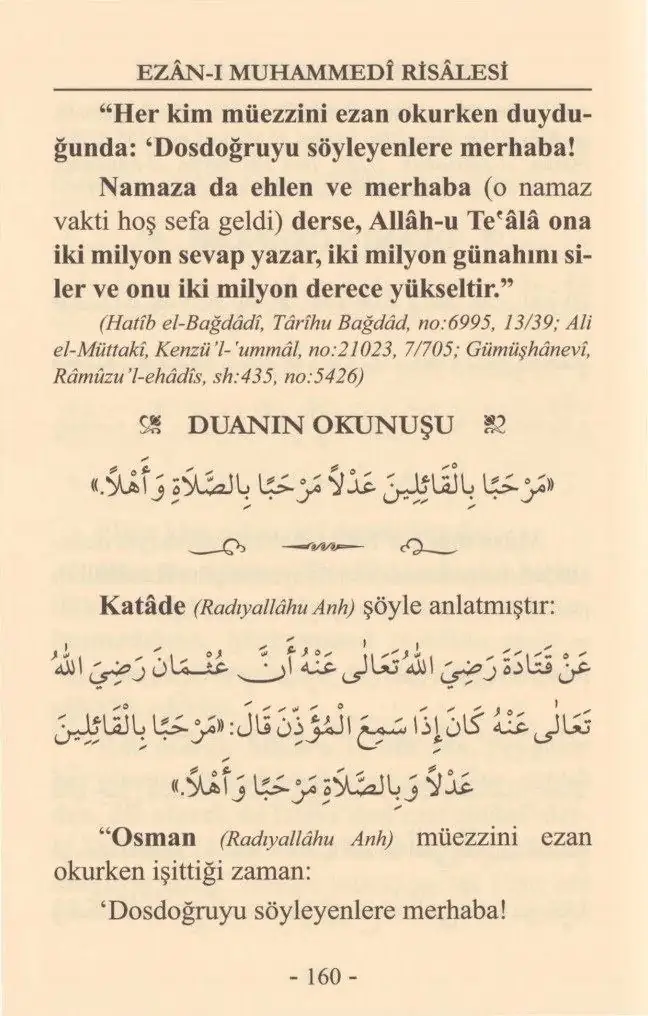 EZÂN-I MUHAMMEDÎ RİSÂLESİ
“Her kim müezzini ezan okurken duydu-
ğunda: ‘Dosdoğruyu söyleyenlere merhaba!
Namaza da ehlen ve merhaba (o namaz
vakti hoş sefa geldi) derse, Allâh-u Te‘âlâ ona
iki milyon sevap yazar, iki milyon günahını si-
ler ve onu iki milyon derece yükseltir.”
(Hatîb el-Bağdâdî, Târîhu Bağdâd, no:6995, 13/39; Ali
el-Müttakî, Kenzü’l-‘ummâl, no:21023, 7/705; Gümüşhânevî,
Râmûzu’l-ehâdîs, sh:435, no:5426)
DUANIN OKUNUŞU
«مَرْحَبًا بِالْقَائِلِينَ عَدْلاً مَرْحَبًا بِالصَّلَاةِ وَ أَهْلاً.»
Katâde (Radıyallâhu Anh) şöyle anlatmıştır:
عَنْ قَتَادَةَ رَضِيَ اللهُ تَعَالٰى عَنْهُ أَنَّ عُثْمَانَ رَضِيَ اللهُ
تَعَالٰى عَنْهُ كَانَ إِذَا سَمِعَ الْمُؤَذِّنَ قَالَ: «مَرْحَبًا بِالْقَائِلِينَ
عَدْلاً وَ بِالصَّلَاةِ مَرْحَبًا وَ أَهْلاً.»
“Osman (Radıyallâhu Anh) müezzini ezan
okurken işittiği zaman:
‘Dosdoğruyu söyleyenlere merhaba!
- 160 -